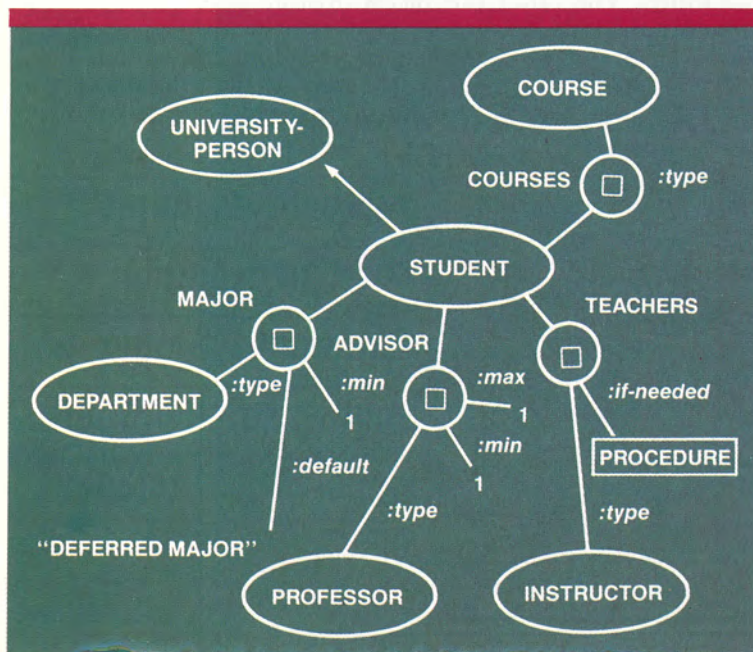 COURSE
UNIVERSITY-
PERSON
COURSES
:type
STUDENT
MAJOR
TEACHERS
ADVISOR
:type
:min
:max
:if-needed
DEPARTMENT
1
1
:min
PROCEDURE
:default
1
:type
:type
"DEFERRED MAJOR"
PROFESSOR
INSTRUCTOR